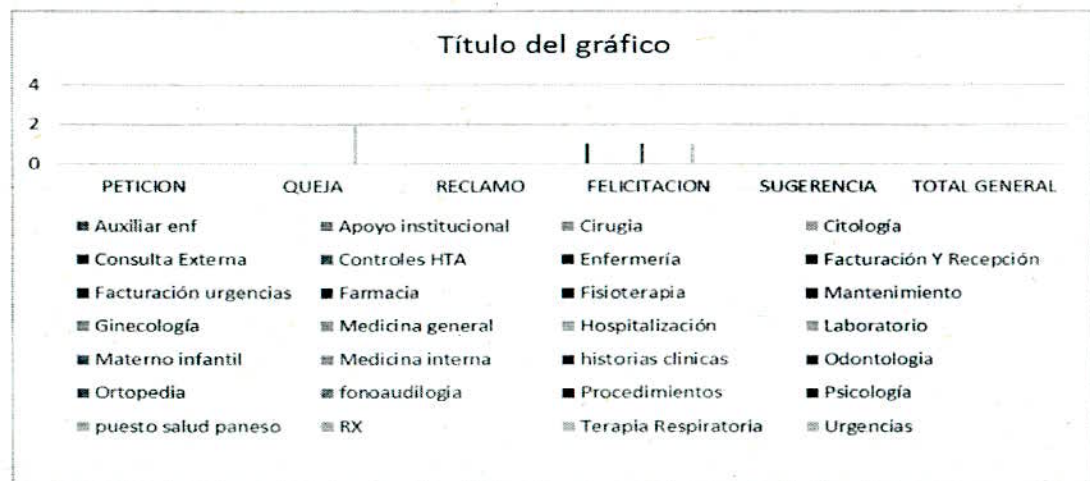 Título del gráfico
4
2
0
PETICION QUEJA RECLAMO FELICITACION SUGERENCIA TOTAL GENERAL
Auxiliar enf Apoyo institucional Cirugia Citología
Consulta Externa Controles HTA Enfermería Facturación Y Recepción
Facturación urgencias Farmacia Fisioterapia Mantenimiento
Ginecología Medicina general Hospitalización Laboratorio
Materno infantil Medicina interna historias clinicas Odontologia
Ortopedia fonoaudilogia Procedimientos Psicología
puesto salud paneso RX Terapia Respiratoria Urgencias